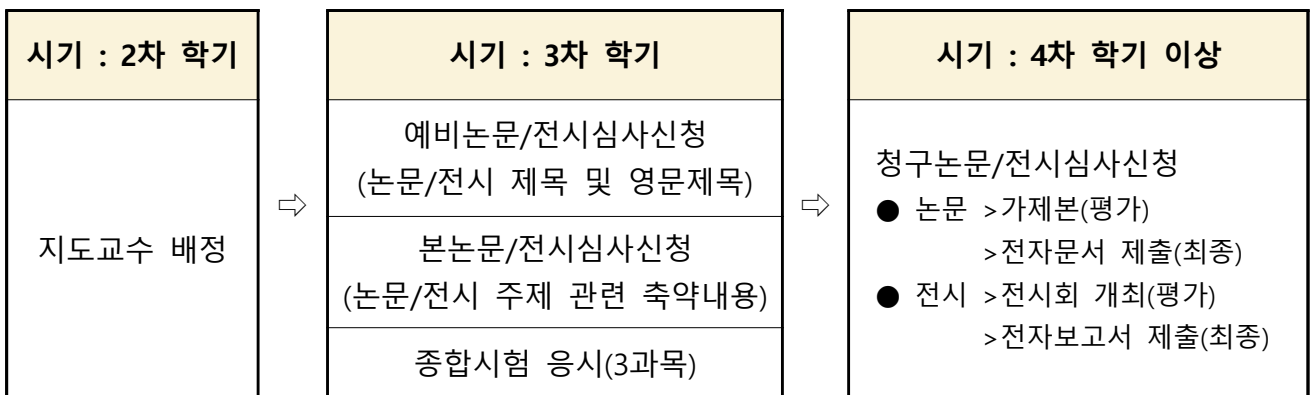 시기 : 2차 학기
지도교수 배정
⇨
시기 : 3차 학기
예비논문/전시심사신청
(논문/전시 제목 및 영문제목)
본논문/전시심사신청
(논문/전시 주제 관련 축약내용)
종합시험 응시(3과목)
⇨
시기 : 4차 학기 이상
청구논문/전시심사신청
● 논문 >가제본(평가)
>전자문서 제출(최종)
● 전시 >전시회 개최(평가)
>전자보고서 제출(최종)